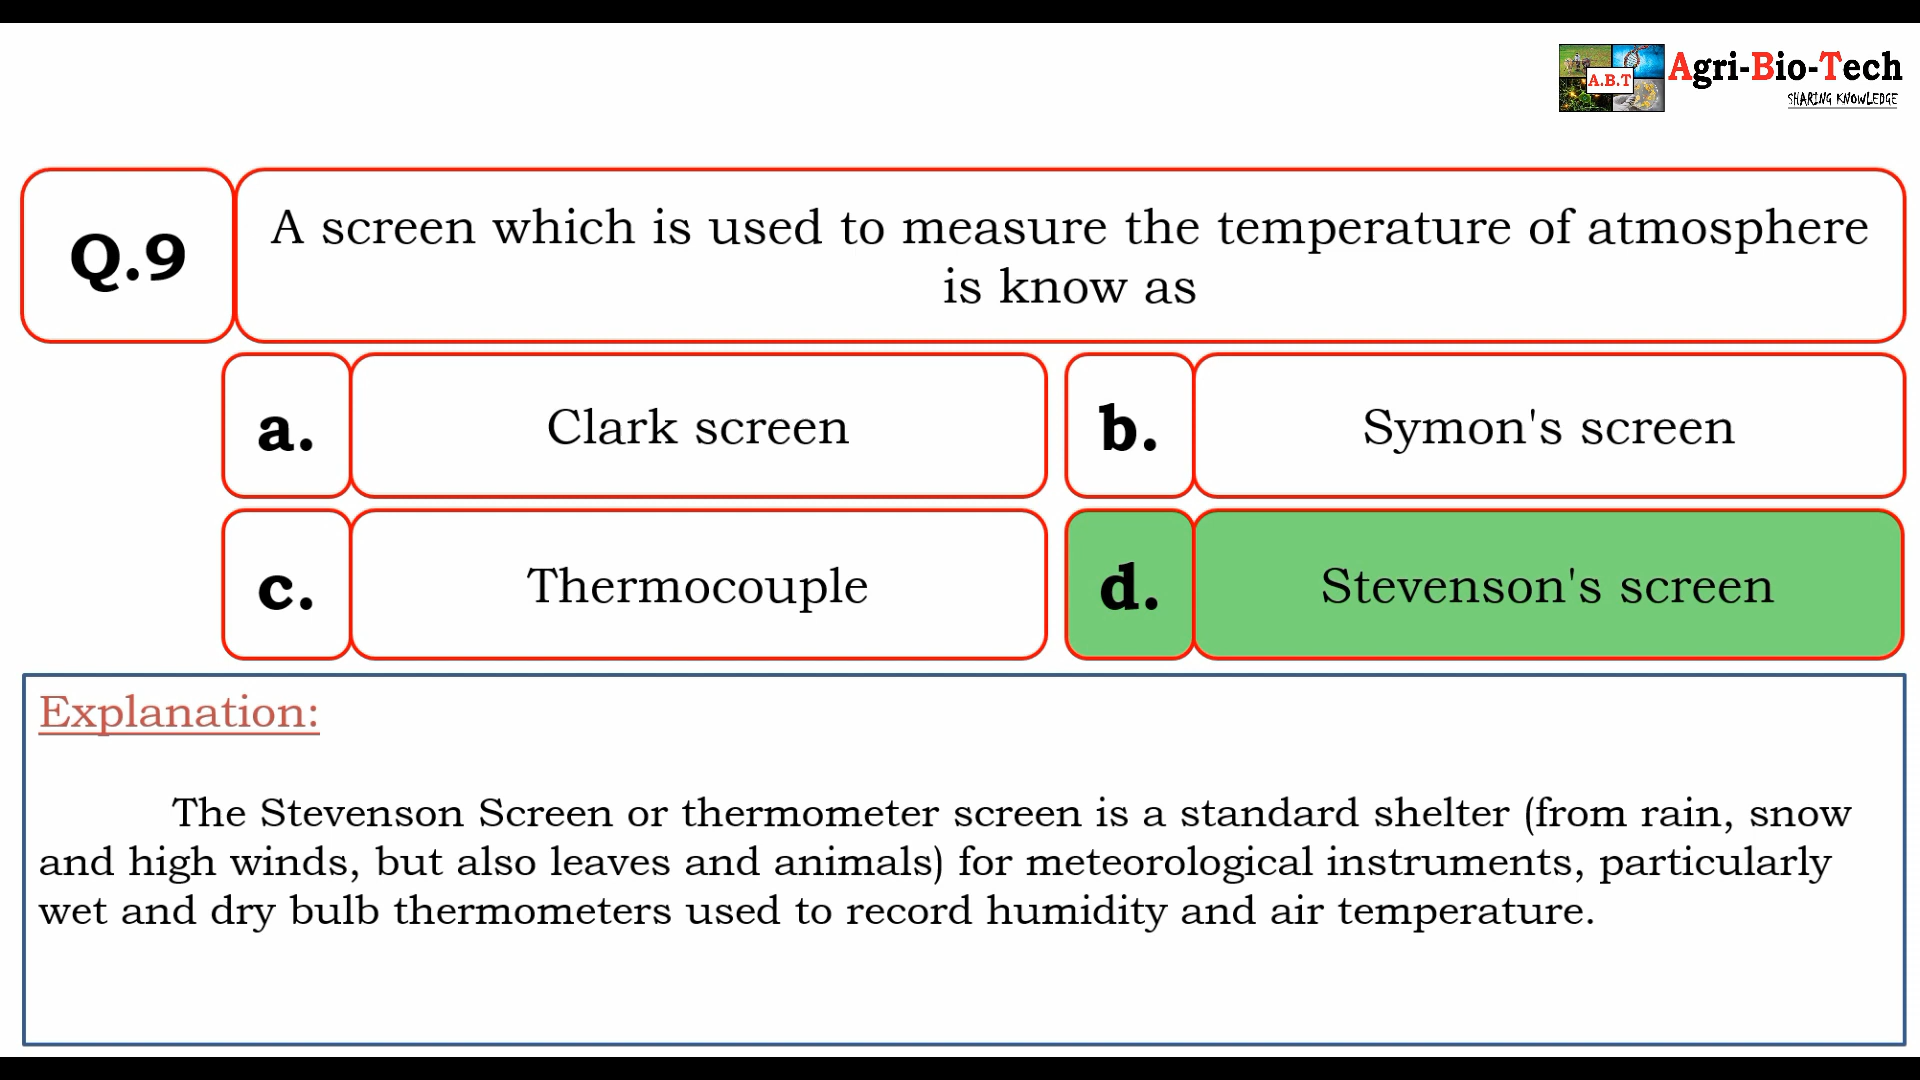 A.B.T
Agri-Bio-Tech
SHARING KNOWLEDGE
Q.9
A screen which is used to measure the temperature of atmosphere
is know as
a.
Clark screen
b.
Symon's screen
c.
Thermocouple
d.
Stevenson's screen
Explanation:
The Stevenson Screen or thermometer screen is a standard shelter (from rain, snow
and high winds, but also leaves and animals) for meteorological instruments, particularly
wet and dry bulb thermometers used to record humidity and air temperature.